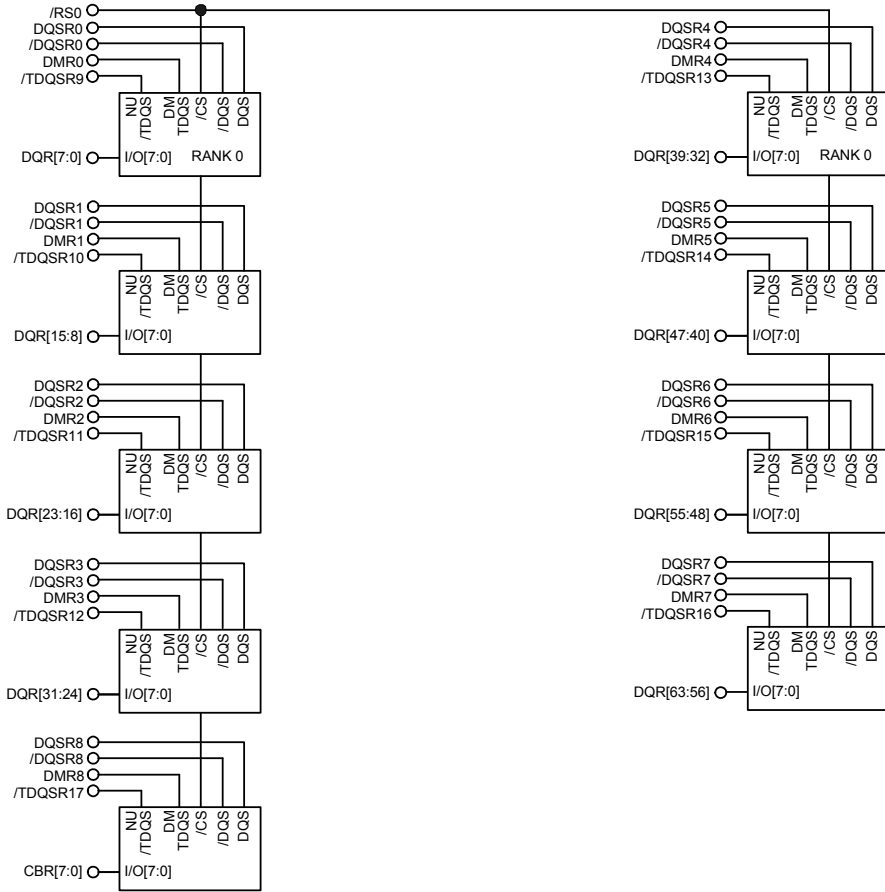 /RS0
DQSR0
/DQSR0
DMR0
/TDQSR9
NU
/TDQS
DM
TDQS
/CS
/DQS
DQS
DQR[7:0]
I/O[7:0]
RANK 0
DQSR1
/DQSR1
DMR1
/TDQSR10
NU
/TDQS
DM
TDQS
/CS
/DQS
DQS
DQR[15:8]
I/O[7:0]
DQSR2
/DQSR2
DMR2
/TDQSR11
NU
/TDQS
DM
TDQS
/CS
/DQS
DQS
DQR[23:16]
I/O[7:0]
DQSR3
/DQSR3
DMR3
/TDQSR12
NU
/TDQS
DM
TDQS
/CS
/DQS
DQS
DQR[31:24]
I/O[7:0]
DQSR8
/DQSR8
DMR8
/TDQSR17
NU
/TDQS
DM
TDQS
/CS
/DQS
DQS
CBR[7:0]
I/O[7:0]
DQSR4
/DQSR4
DMR4
/TDQSR13
NU
/TDQS
DM
TDQS
/CS
/DQS
DQS
DQR[39:32]
I/O[7:0]
RANK 0
DQSR5
/DQSR5
DMR5
/TDQSR14
NU
/TDQS
DM
TDQS
/CS
/DQS
DQS
DQR[47:40]
I/O[7:0]
DQSR6
/DQSR6
DMR6
/TDQSR15
NU
/TDQS
DM
TDQS
/CS
/DQS
DQS
DQR[55:48]
I/O[7:0]
DQSR7
/DQSR7
DMR7
/TDQSR16
NU
/TDQS
DM
TDQS
/CS
/DQS
DQS
DQR[63:56]
I/O[7:0]